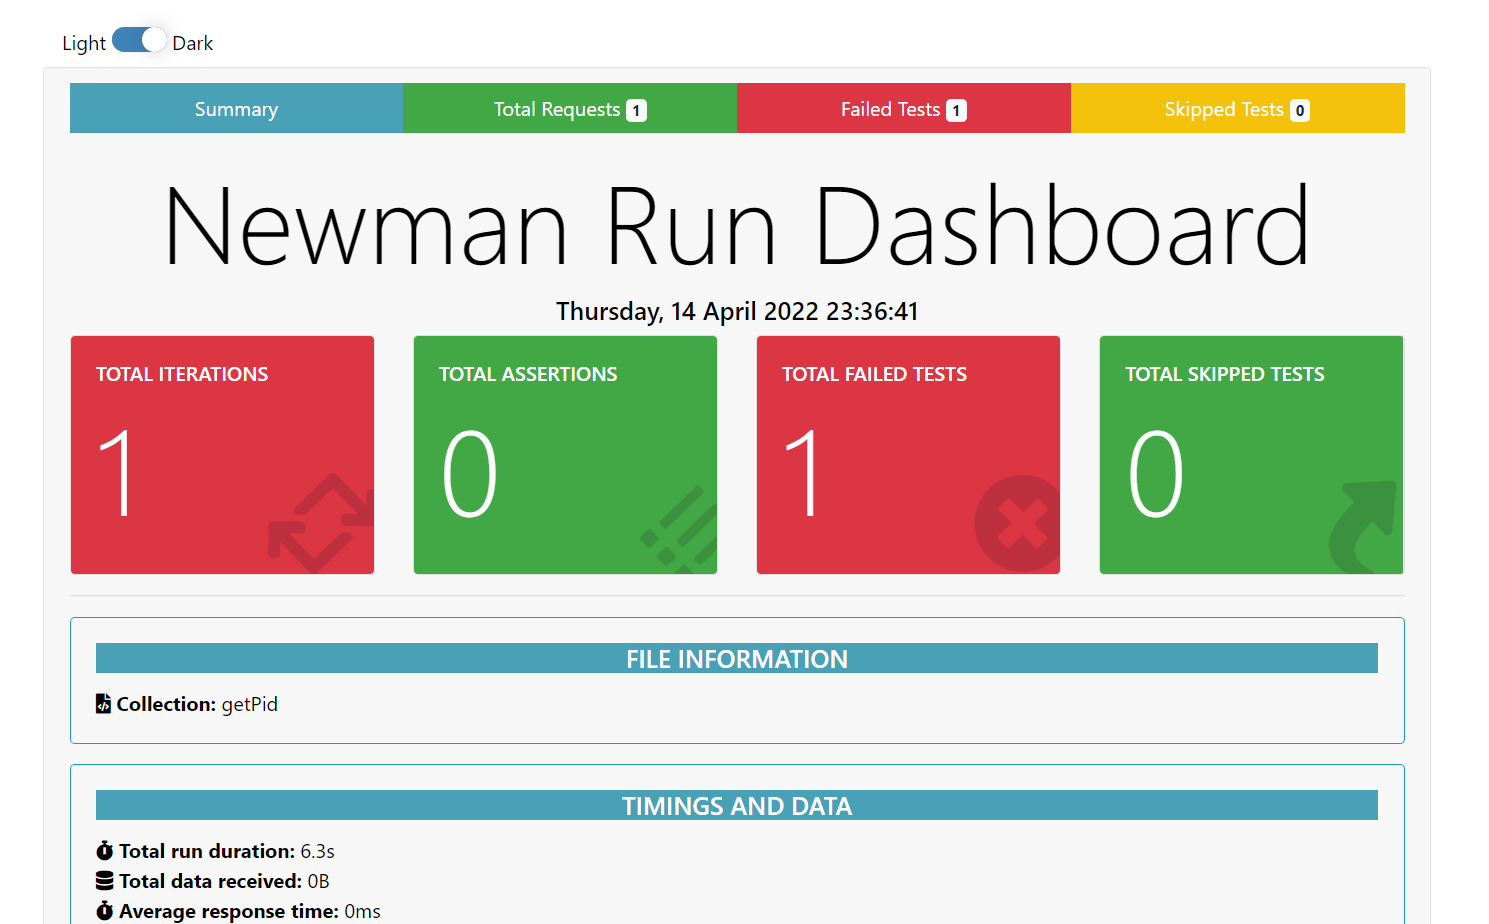 Light Dark
Summary Total Requests 1 Failed Tests 1 Skipped Tests 0
Newman Run Dashboard
Thursday, 14 April 2022 23:36:41
TOTAL ITERATIONS
1
TOTAL ASSERTIONS
0
TOTAL FAILED TESTS
1
TOTAL SKIPPED TESTS
0
FILE INFORMATION
Collection: getPid
TIMINGS AND DATA
Total run duration: 6.3s
Total data received: 0B
Average response time: 0ms